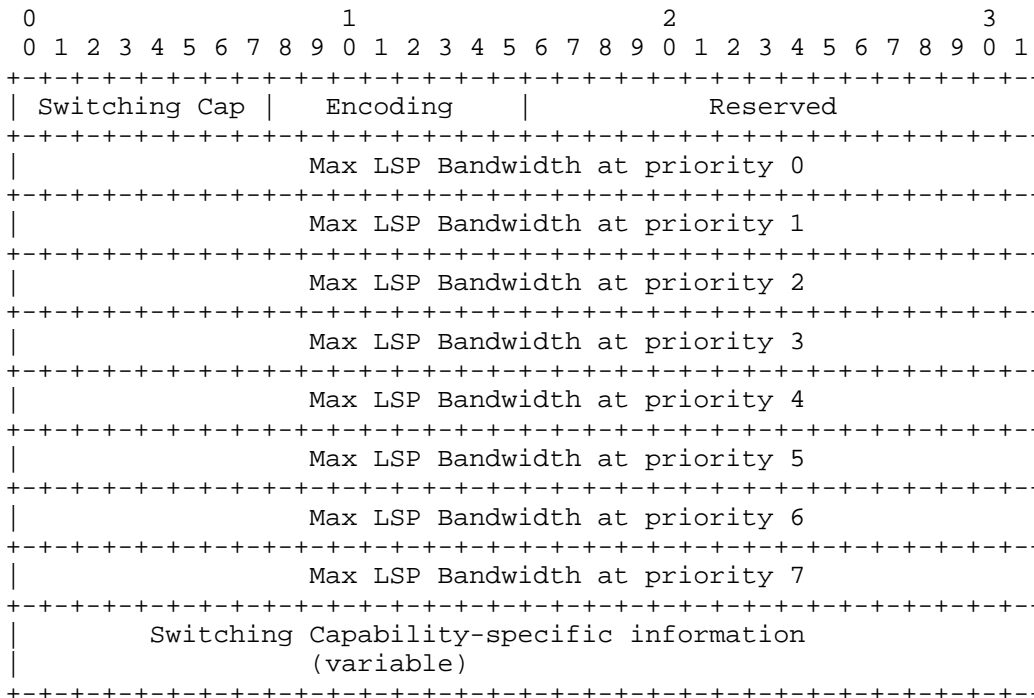 0                   1                   2                   3
 0 1 2 3 4 5 6 7 8 9 0 1 2 3 4 5 6 7 8 9 0 1 2 3 4 5 6 7 8 9 0 1
+-+-+-+-+-+-+-+-+-+-+-+-+-+-+-+-+-+-+-+-+-+-+-+-+-+-+-+-+-+-+-+-
| Switching Cap |   Encoding    |           Reserved
+-+-+-+-+-+-+-+-+-+-+-+-+-+-+-+-+-+-+-+-+-+-+-+-+-+-+-+-+-+-+-+-
|                  Max LSP Bandwidth at priority 0
+-+-+-+-+-+-+-+-+-+-+-+-+-+-+-+-+-+-+-+-+-+-+-+-+-+-+-+-+-+-+-+-
|                  Max LSP Bandwidth at priority 1
+-+-+-+-+-+-+-+-+-+-+-+-+-+-+-+-+-+-+-+-+-+-+-+-+-+-+-+-+-+-+-+-
|                  Max LSP Bandwidth at priority 2
+-+-+-+-+-+-+-+-+-+-+-+-+-+-+-+-+-+-+-+-+-+-+-+-+-+-+-+-+-+-+-+-
|                  Max LSP Bandwidth at priority 3
+-+-+-+-+-+-+-+-+-+-+-+-+-+-+-+-+-+-+-+-+-+-+-+-+-+-+-+-+-+-+-+-
|                  Max LSP Bandwidth at priority 4
+-+-+-+-+-+-+-+-+-+-+-+-+-+-+-+-+-+-+-+-+-+-+-+-+-+-+-+-+-+-+-+-
|                  Max LSP Bandwidth at priority 5
+-+-+-+-+-+-+-+-+-+-+-+-+-+-+-+-+-+-+-+-+-+-+-+-+-+-+-+-+-+-+-+-
|                  Max LSP Bandwidth at priority 6
+-+-+-+-+-+-+-+-+-+-+-+-+-+-+-+-+-+-+-+-+-+-+-+-+-+-+-+-+-+-+-+-
|                  Max LSP Bandwidth at priority 7
+-+-+-+-+-+-+-+-+-+-+-+-+-+-+-+-+-+-+-+-+-+-+-+-+-+-+-+-+-+-+-+-
|        Switching Capability-specific information
|                  (variable)
+-+-+-+-+-+-+-+-+-+-+-+-+-+-+-+-+-+-+-+-+-+-+-+-+-+-+-+-+-+-+-+-